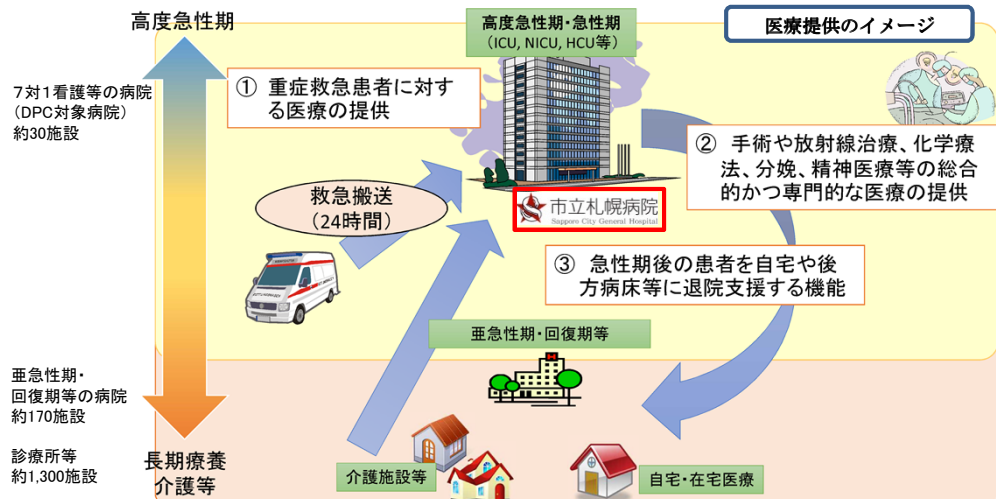 高度急性期
高度急性期・急性期
（ICU, NICU, HCU等）
医療提供のイメージ
７対１看護等の病院
（DPC対象病院）
約30施設
① 重症救急患者に対す
る医療の提供
② 手術や放射線治療、化学療
法、分娩、精神医療等の総合
的かつ専門的な医療の提供
救急搬送
（24時間）
市立札幌病院
Sapporo City General Hospital
③ 急性期後の患者を自宅や後
方病床等に退院支援する機能
亜急性期・回復期等
亜急性期・
回復期等の病院
約170施設
診療所等
約1,300施設
長期療養
介護等
介護施設等
自宅・在宅医療